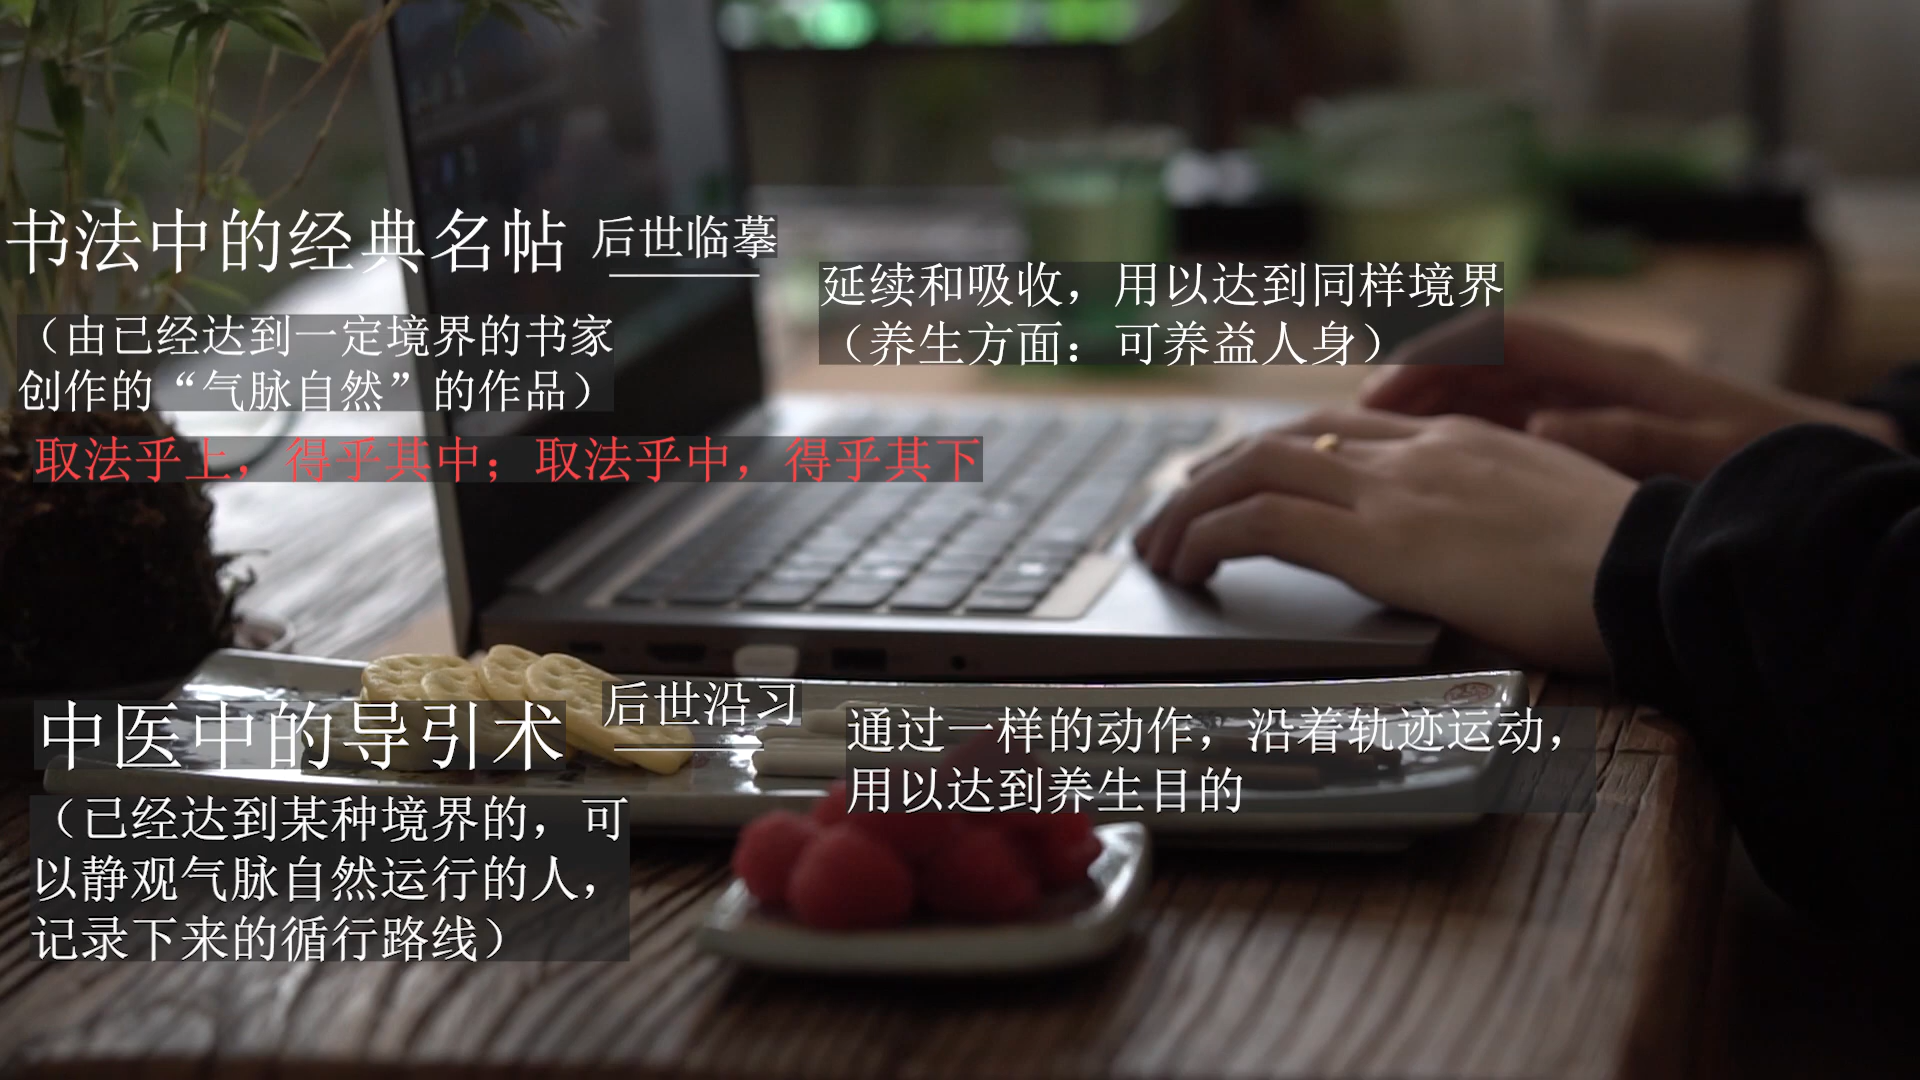 书法中的经典名帖
后世临摹
延续和吸收，用以达到同样境界
（养生方面：可养益人身）
（由已经达到一定境界的书家
创作的“气脉自然”的作品）
取法乎上，得乎其中；取法乎中，得乎其下
中医中的导引术
后世沿习
通过一样的动作，沿着轨迹运动，
用以达到养生目的
（已经达到某种境界的，可
以静观气脉自然运行的人，
记录下来的循行路线）